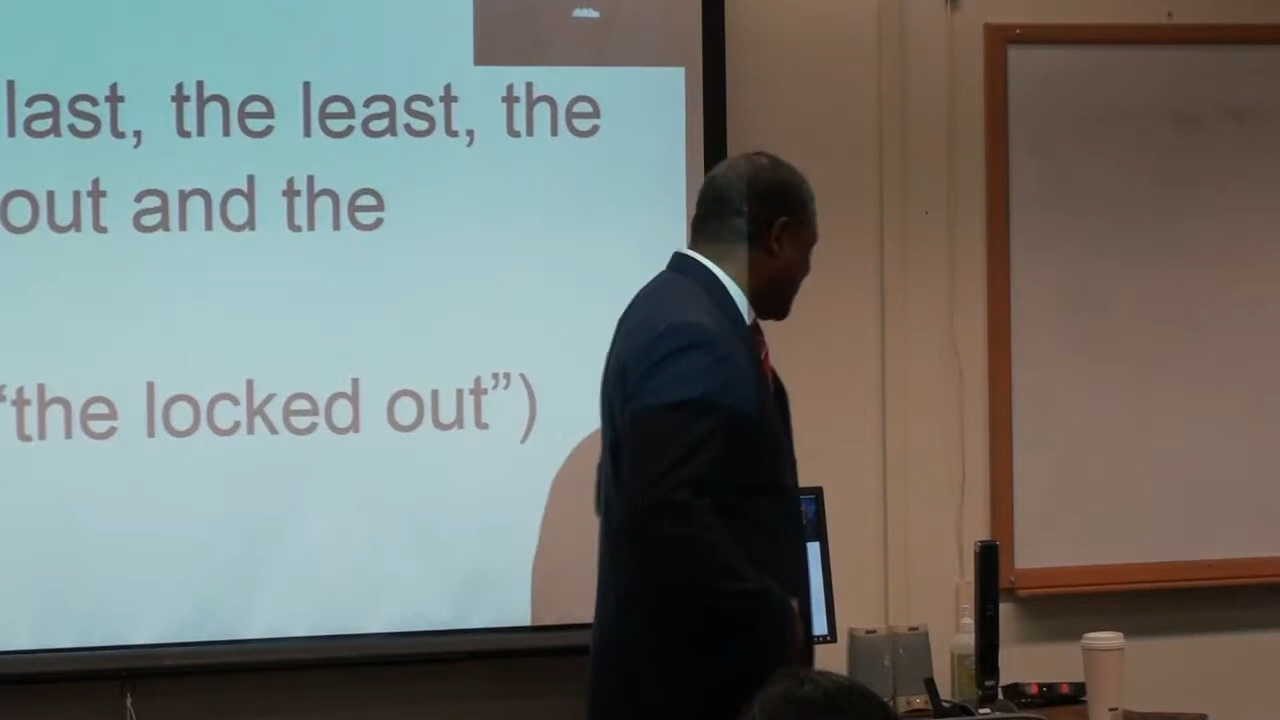 last, the least, the
out and the
“the locked out”)